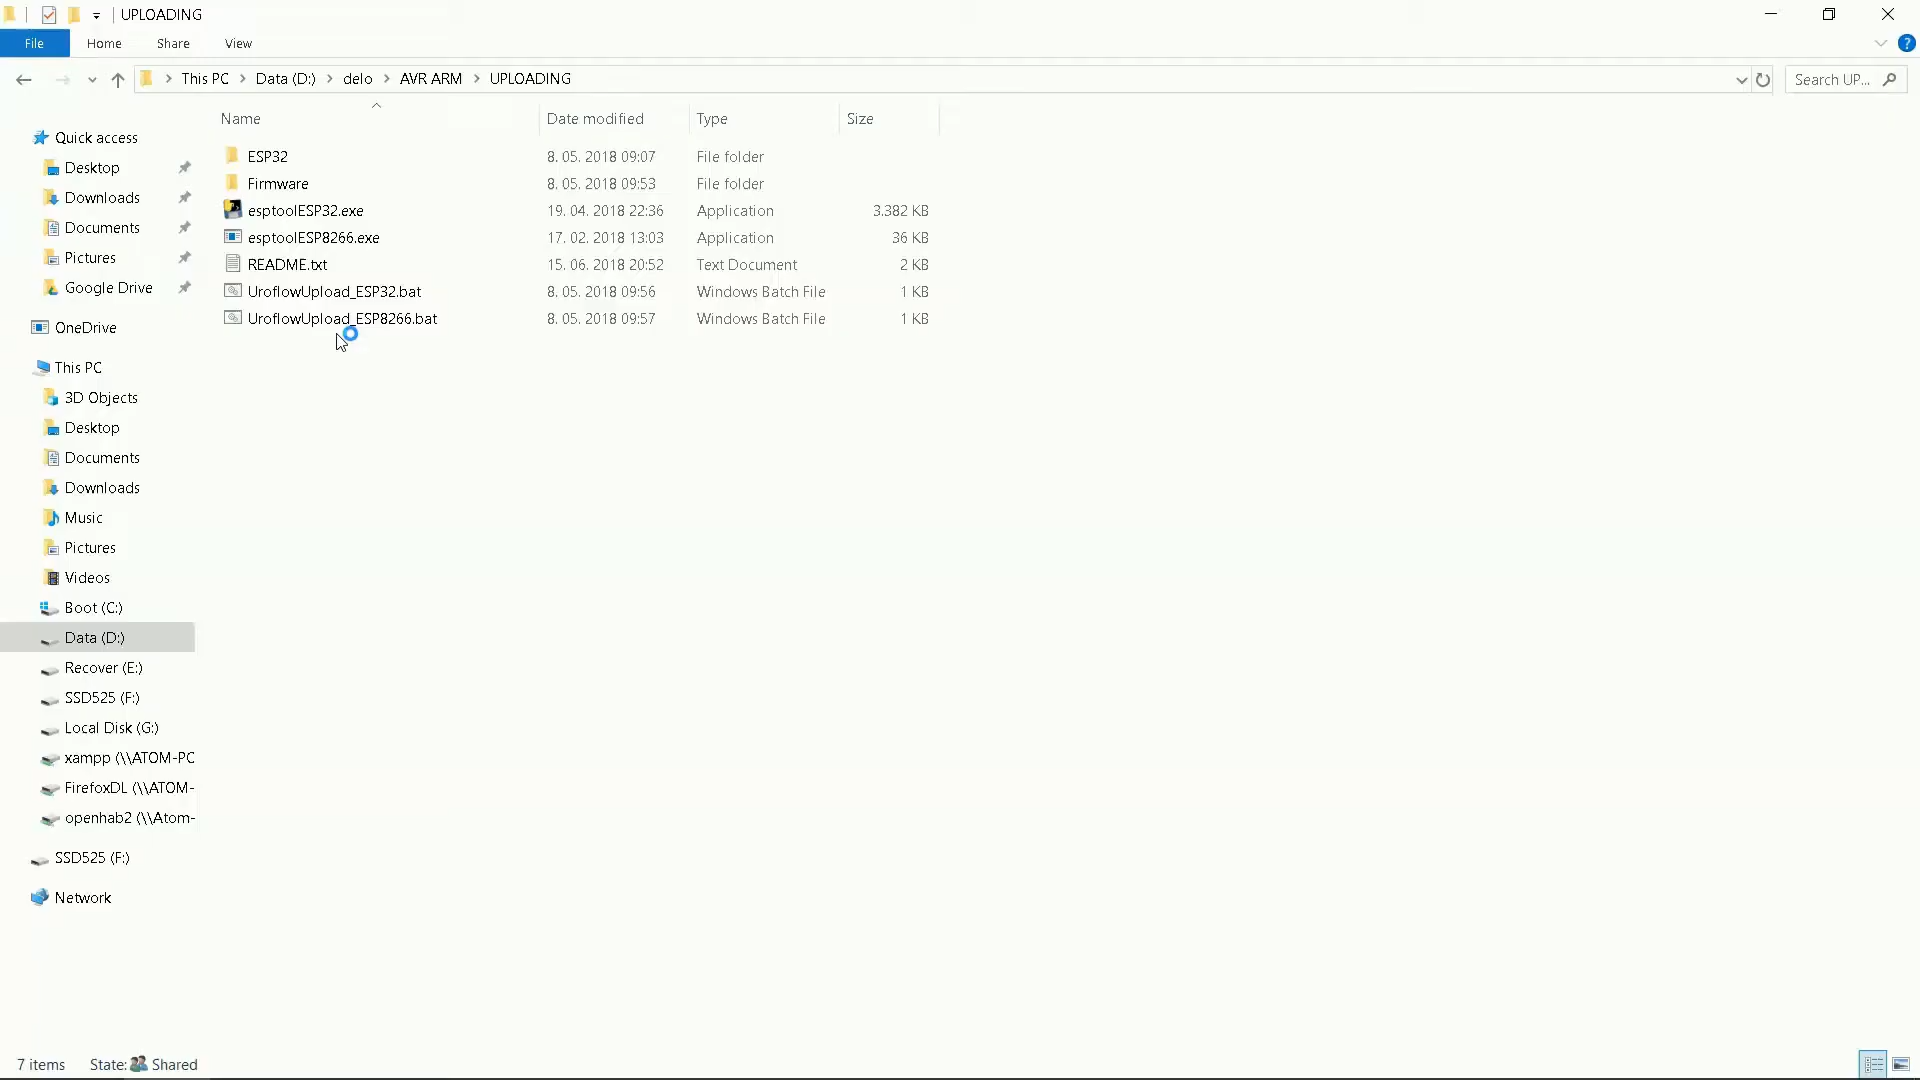 UPLOADING
File Home Share View
This PC Data (D:) delo AVR ARM UPLOADING Search UP...
Name Date modified Type Size
Quick access
Desktop
Downloads
Documents
Pictures
Google Drive
OneDrive
This PC
3D Objects
Desktop
Documents
Downloads
Music
Pictures
Videos
Boot (C:)
Data (D:)
Recover (E:)
SSD525 (F:)
Local Disk (G:)
xampp (\\ATOM-PC
FirefoxDL (\\ATOM-
openhab2 (\\Atom-
SSD525 (F:)
Network
ESP32 8. 05. 2018 09:07 File folder
Firmware 8. 05. 2018 09:53 File folder
esptoolESP32.exe 19. 04. 2018 22:36 Application 3.382 KB
esptoolESP8266.exe 17. 02. 2018 13:03 Application 36 KB
README.txt 15. 06. 2018 20:52 Text Document 2 KB
UroflowUpload_ESP32.bat 8. 05. 2018 09:56 Windows Batch File 1 KB
UroflowUpload_ESP8266.bat 8. 05. 2018 09:57 Windows Batch File 1 KB
7 items State: Shared